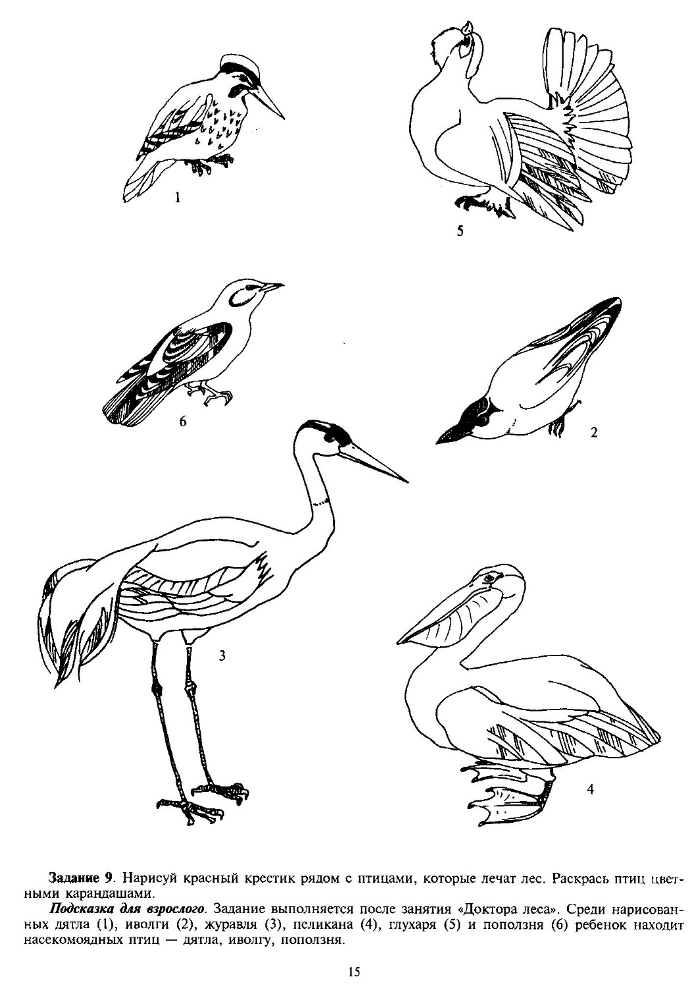 1
5
6
2
3
4
Задание 9. Нарисуй красный крестик рядом с птицами, которые лечат лес. Раскрась птиц цвет-
ными карандашами.
Подсказка для взрослого. Задание выполняется после занятия «Доктора леса». Среди нарисован-
ных дятла (1), иволги (2), журавля (3), пеликана (4), глухаря (5) и поползня (6) ребенок находит
насекомоядных птиц — дятла, иволгу, поползня.
15